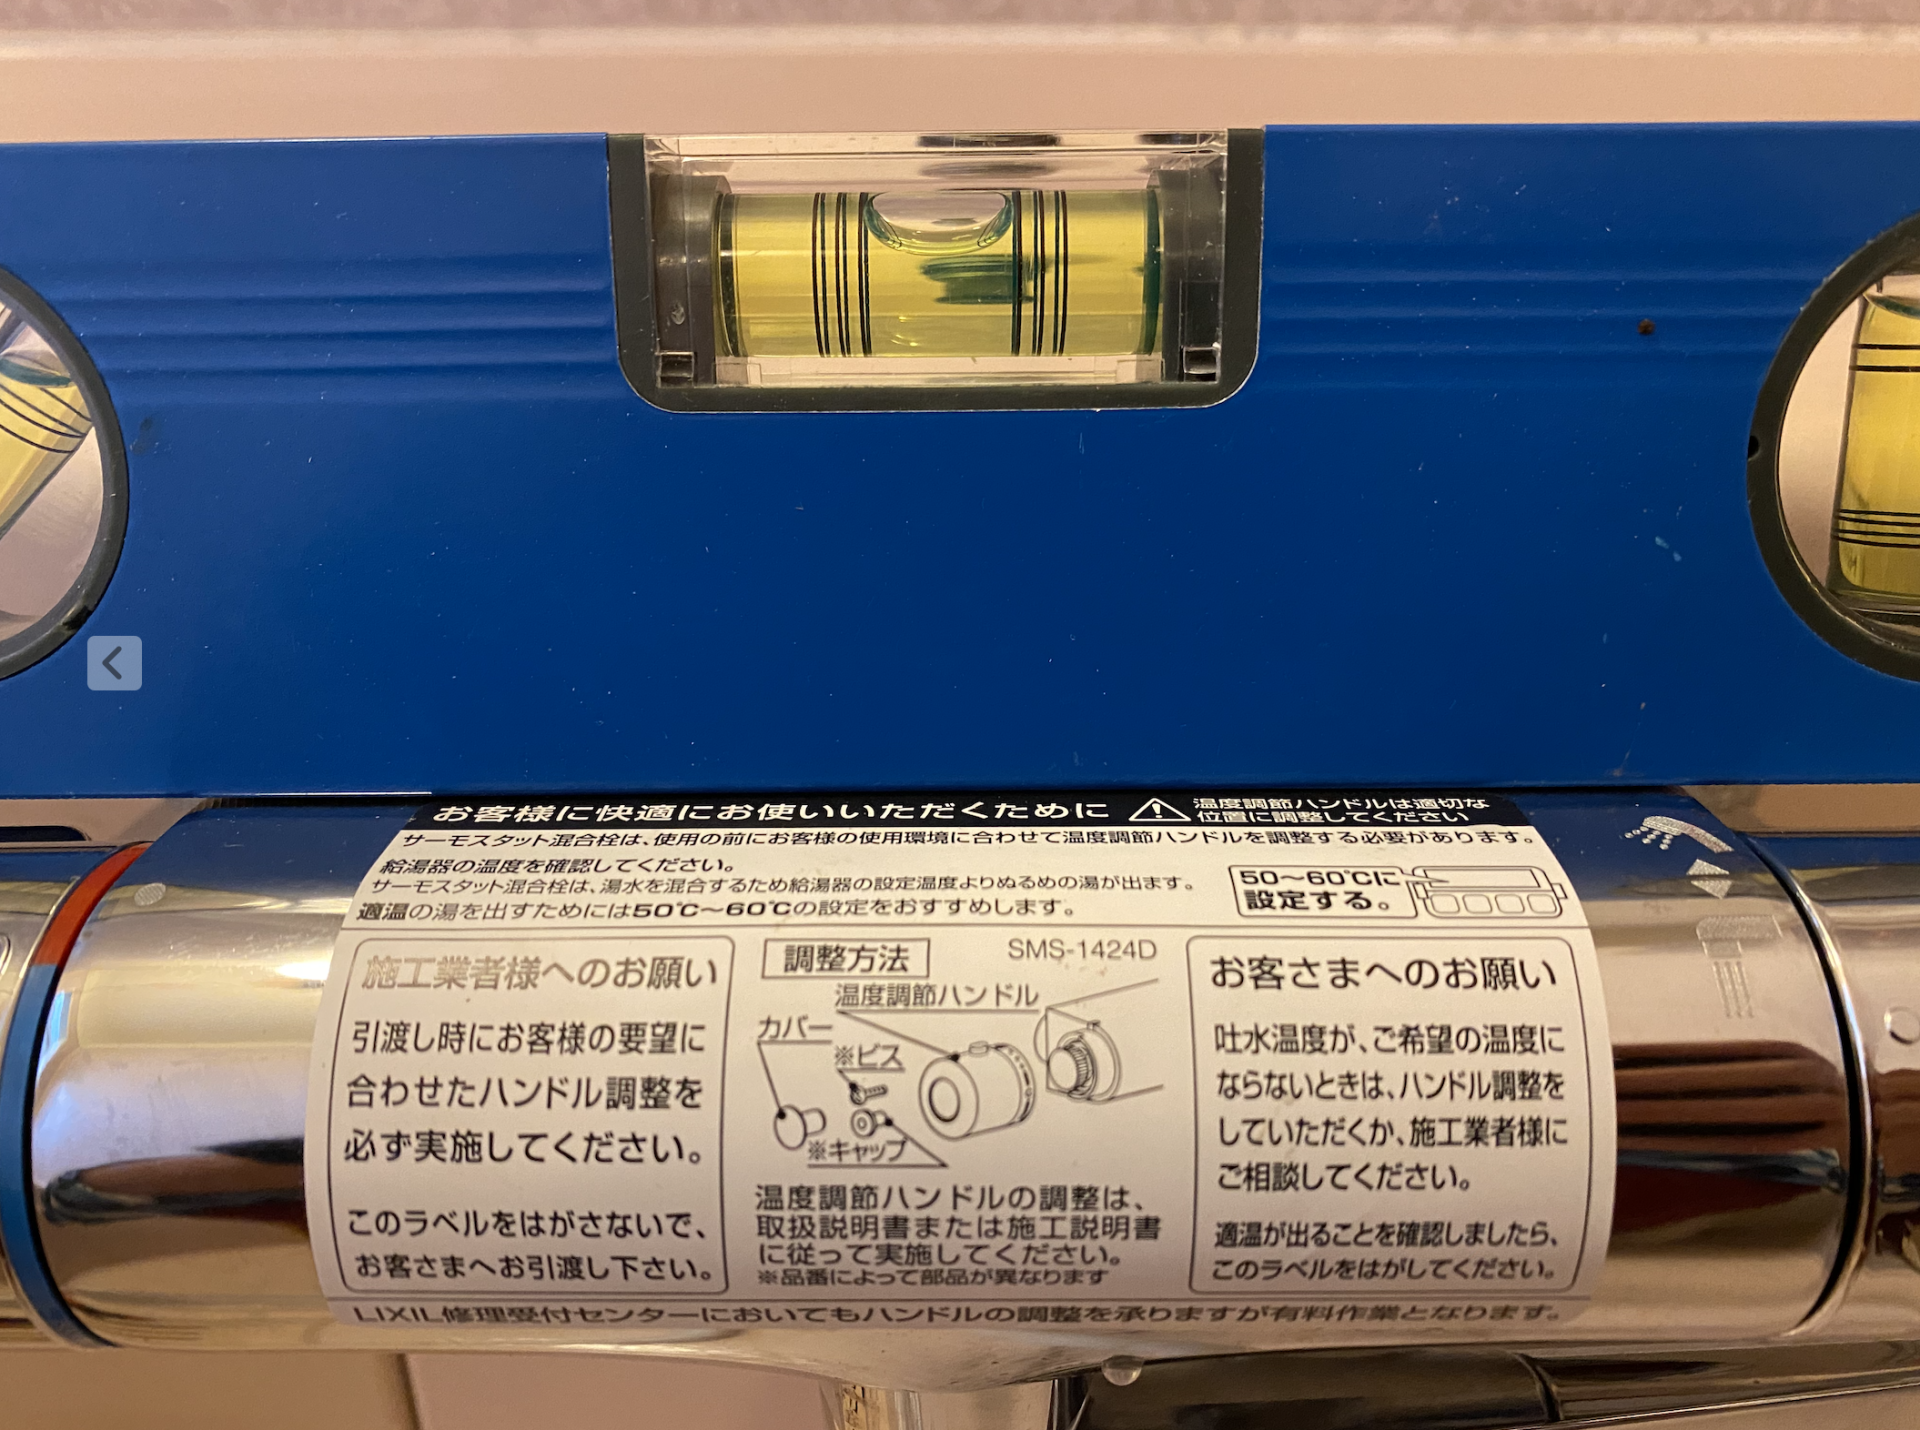 お客様に快適にお使いいただくために
温度調節ハンドルは適切な
位置に調整してください
サーモスタット混合栓は、使用の前にお客様の使用環境に合わせて温度調節ハンドルを調整する必要があります。
給湯器の温度を確認してください。
サーモスタット混合栓は、湯水を混合するため給湯器の設定温度よりぬるめの湯が出ます。
適温の湯を出すためには50℃～60℃の設定をおすすめします。
50～60℃に
設定する。
施工業者様へのお願い
引渡し時にお客様の要望に
合わせたハンドル調整を
必ず実施してください。
このラベルをはがさないで、
お客さまへお引渡し下さい。
調整方法
SMS-1424D
温度調節ハンドル
カバー
※ビス
※キャップ
温度調節ハンドルの調整は、
取扱説明書または施工説明書
に従って実施してください。
※品番によって部品が異なります
お客さまへのお願い
吐水温度が、ご希望の温度に
ならないときは、ハンドル調整を
していただくか、施工業者様に
ご相談してください。
適温が出ることを確認しましたら、
このラベルをはがしてください。
LIXIL修理受付センターにおいてもハンドルの調整を承りますが有料作業となります。